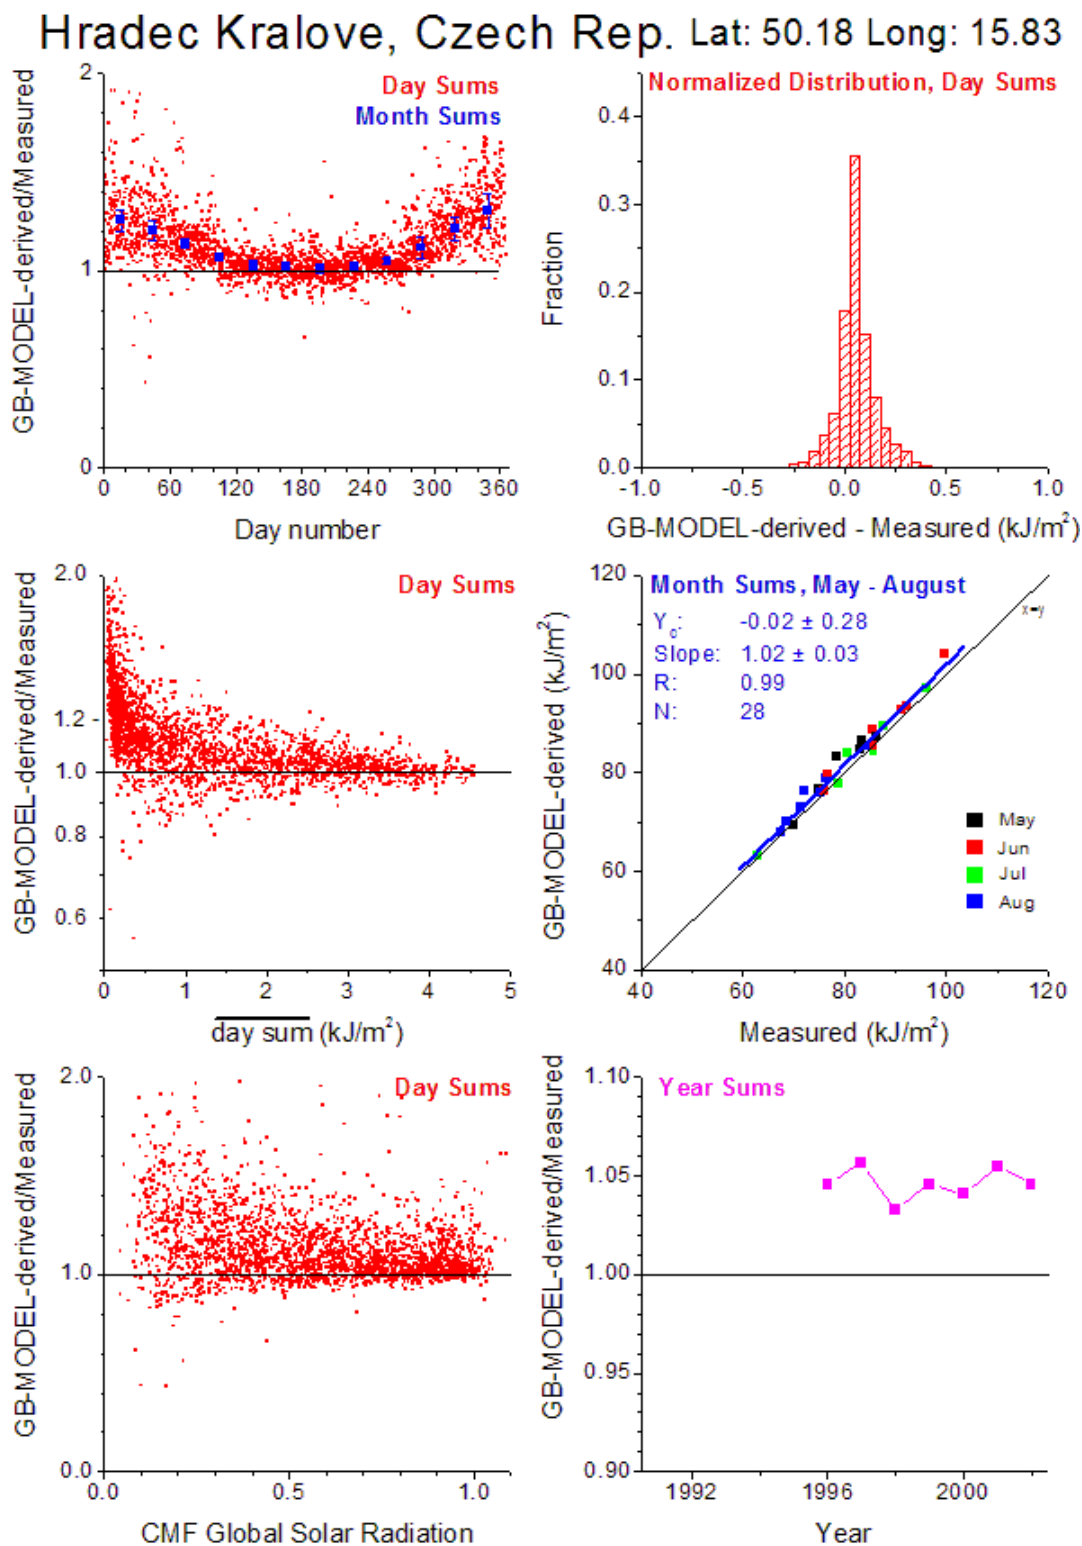 Hradec Kralove, Czech Rep. Lat: 50.18 Long: 15.83
GB-MODEL-derived/Measured
2
1
0
Day Sums
Month Sums
0 60 120 180 240 300 360
Day number
Fraction
0.4
0.3
0.2
0.1
0.0
Normalized Distribution, Day Sums
-1.0 -0.5 0.0 0.5 1.0
GB-MODEL-derived - Measured (kJ/m²)
GB-MODEL-derived/Measured
2.0
1.2
1.0
0.8
0.6
Day Sums
0 1 2 3 4 5
day sum (kJ/m²)
GB-MODEL-derived (kJ/m²)
120
100
80
60
40
Month Sums, May - August
Y₀: -0.02 ± 0.28
Slope: 1.02 ± 0.03
R: 0.99
N: 28
x=y
May
Jun
Jul
Aug
40 60 80 100 120
Measured (kJ/m²)
GB-MODEL-derived/Measured
2.0
1.0
0.0
Day Sums
0.0 0.5 1.0
CMF Global Solar Radiation
GB-MODEL-derived/Measured
1.10
1.05
1.00
0.95
0.90
Year Sums
1992 1996 2000
Year